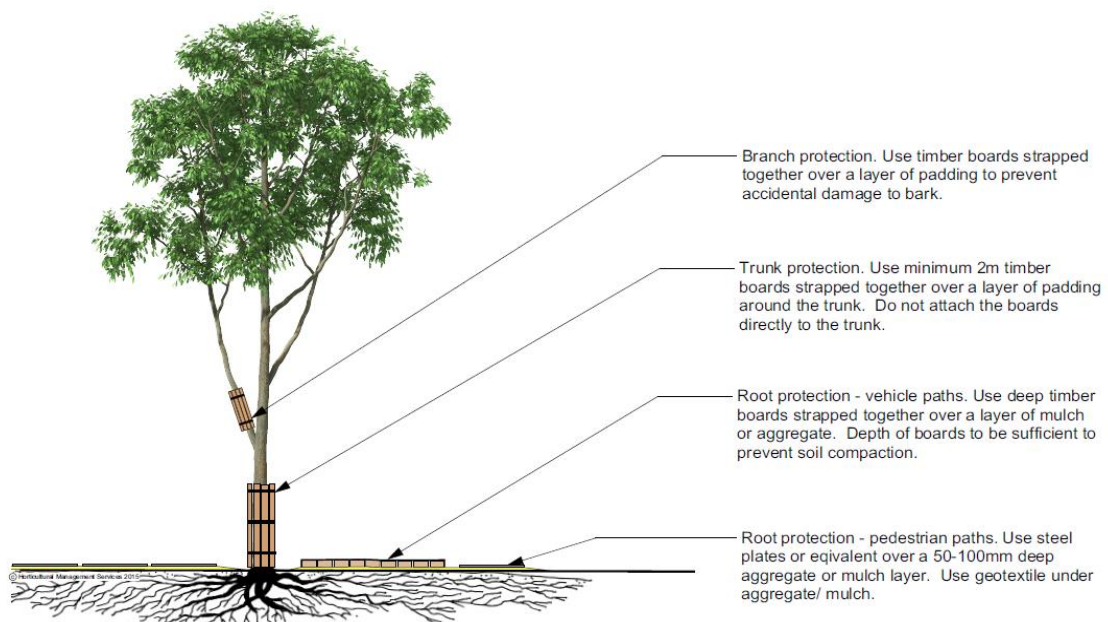 Branch protection. Use timber boards strapped
together over a layer of padding to prevent
accidental damage to bark.
Trunk protection. Use minimum 2m timber
boards strapped together over a layer of padding
around the trunk.  Do not attach the boards
directly to the trunk.
Root protection - vehicle paths. Use deep timber
boards strapped together over a layer of mulch
or aggregate.  Depth of boards to be sufficient to
prevent soil compaction.
Root protection - pedestrian paths. Use steel
plates or eqivalent over a 50-100mm deep
aggregate or mulch layer.  Use geotextile under
aggregate/ mulch.
© Horticultural Management Services 2015